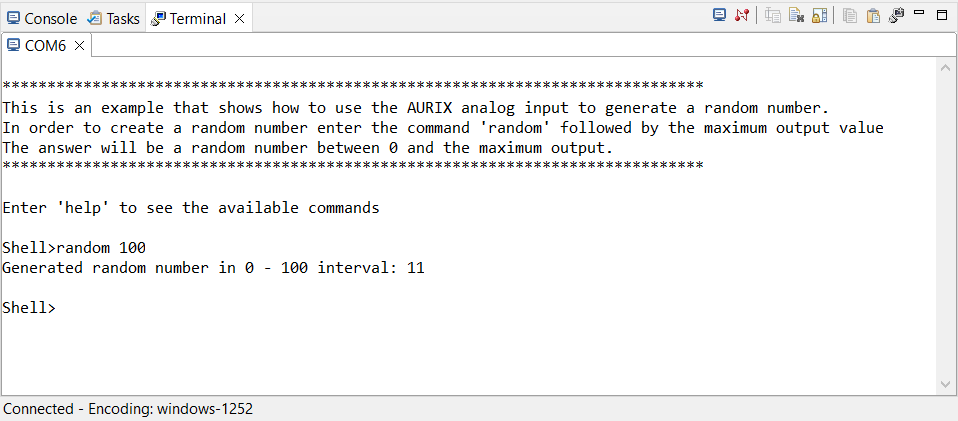 Console Tasks Terminal
COM6
******************************************************************************
This is an example that shows how to use the AURIX analog input to generate a random number.
In order to create a random number enter the command 'random' followed by the maximum output value
The answer will be a random number between 0 and the maximum output.
******************************************************************************
Enter 'help' to see the available commands
Shell>random 100
Generated random number in 0 - 100 interval: 11
Shell>
Connected - Encoding: windows-1252